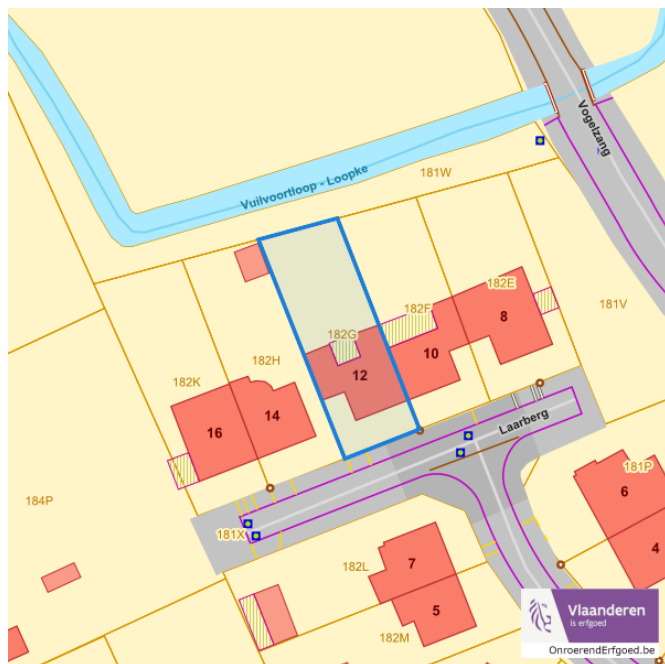 Vogelzang
181W
Vuilvoortloop - Loopke
182E
181V
182F
8
182G
10
182H
12
182K
14
16
Laarberg
181P
6
184P
181X
4
7
182L
5
182M
Vlaanderen
is erfgoed
OnroerendErfgoed.be